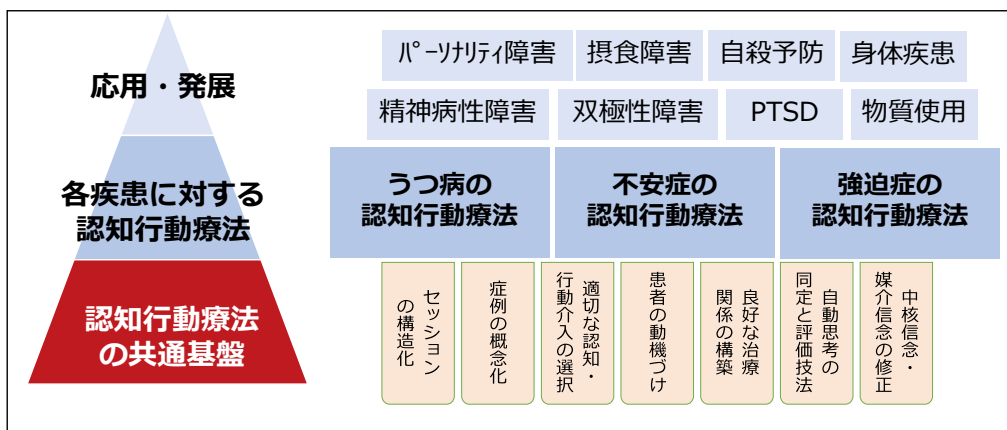 応用・発展
パーソナリティ障害
摂食障害
自殺予防
身体疾患
精神病性障害
双極性障害
PTSD
物質使用
各疾患に対する
認知行動療法
うつ病の
認知行動療法
不安症の
認知行動療法
強迫症の
認知行動療法
認知行動療法
の共通基盤
セッション
の構造化
症例の概念化
適切な認知・
行動介入の選択
患者の動機づけ
良好な治療
関係の構築
自動思考の
同定と評価技法
中核信念・
媒介信念の修正